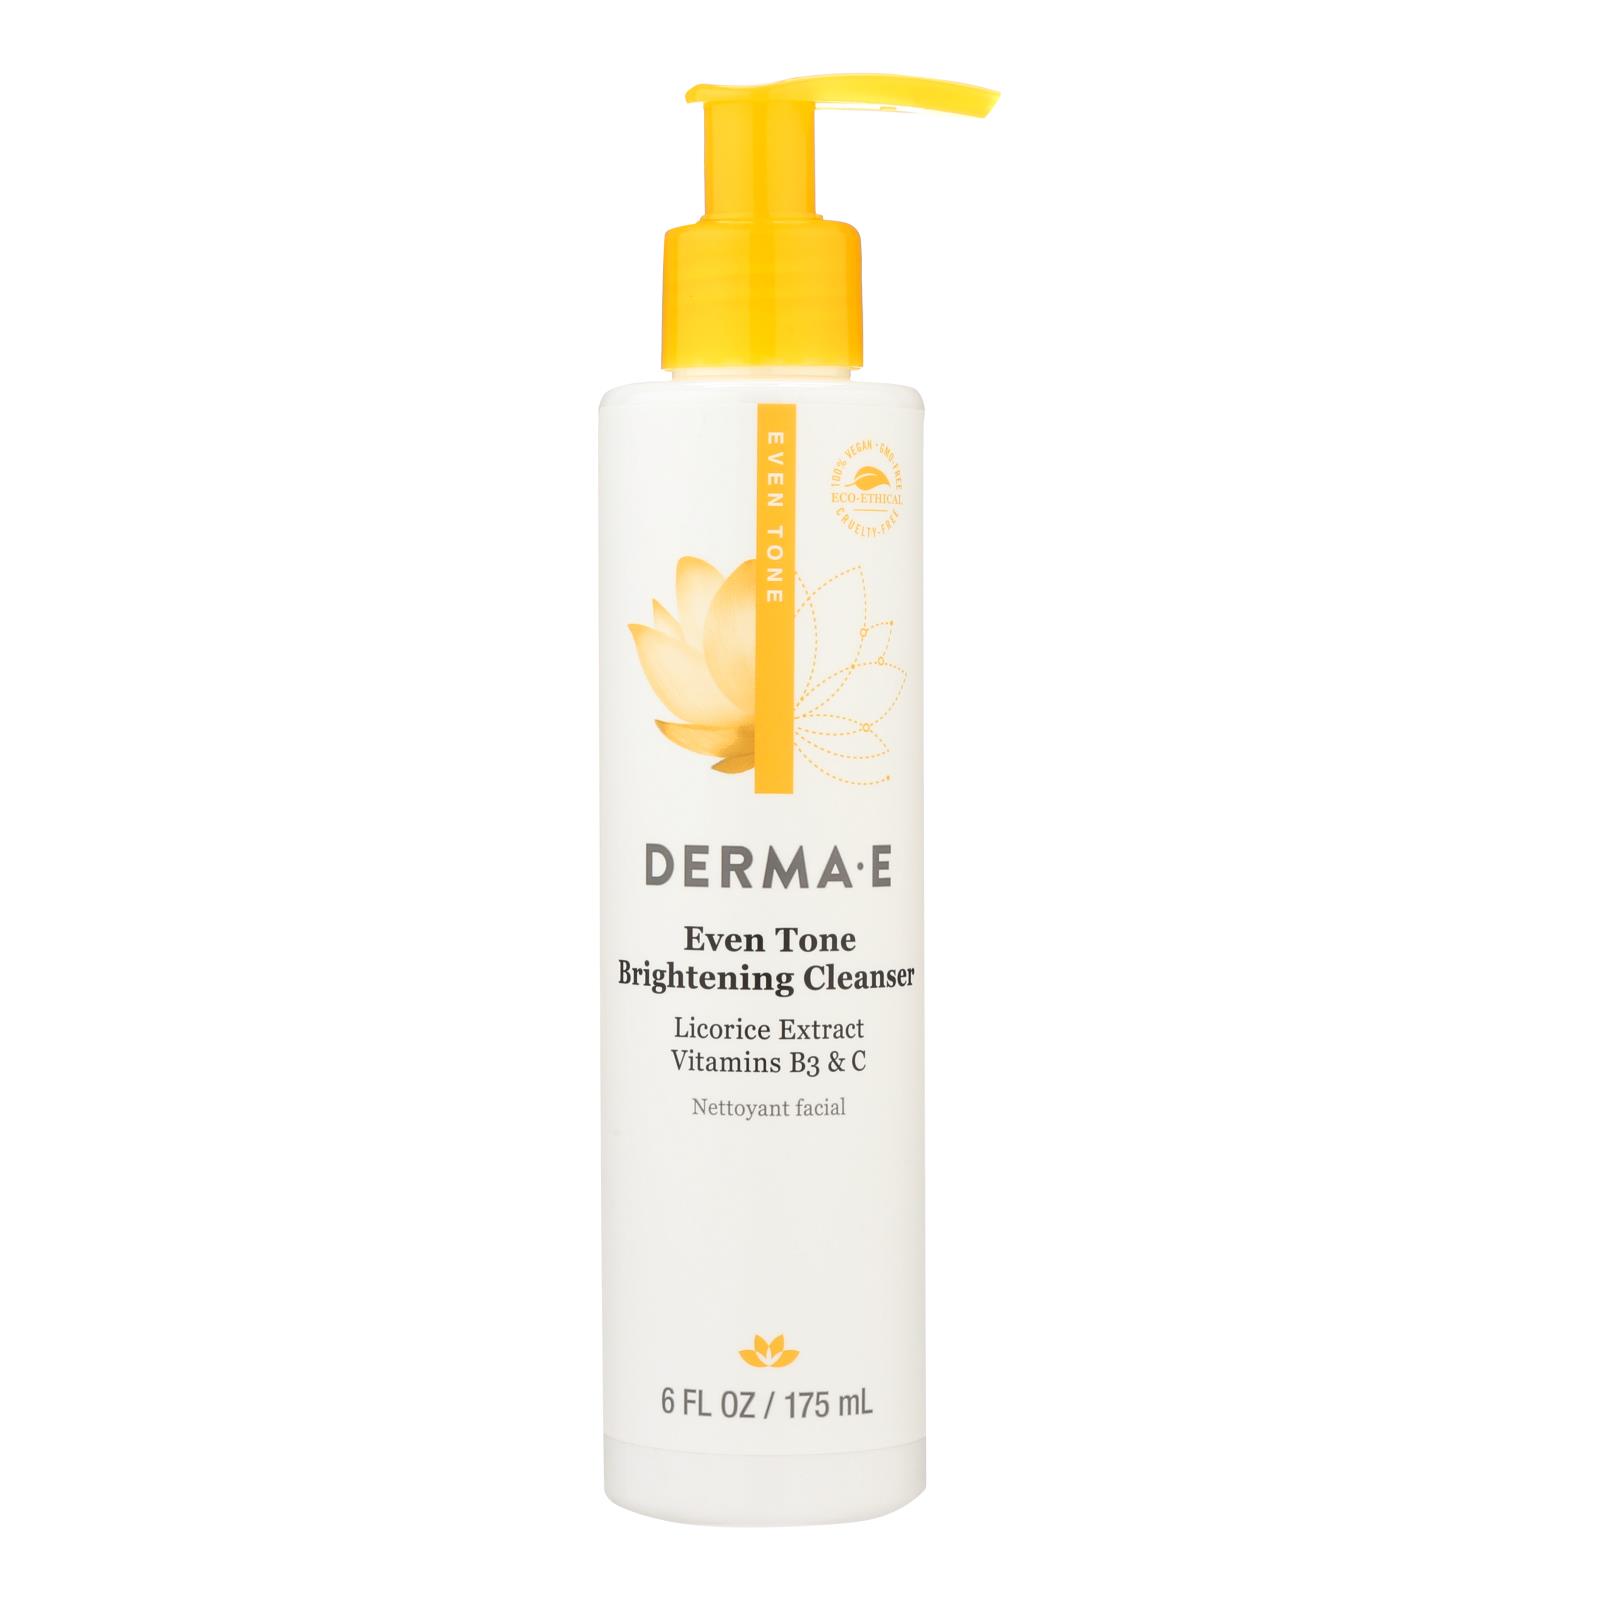 EVEN TONE
100% VEGAN · GMO-FREE
ECO-ETHICAL
CRUELTY-FREE
DERMA·E
Even Tone
Brightening Cleanser
Licorice Extract
Vitamins B3 & C
Nettoyant facial
6 FL OZ / 175 mL